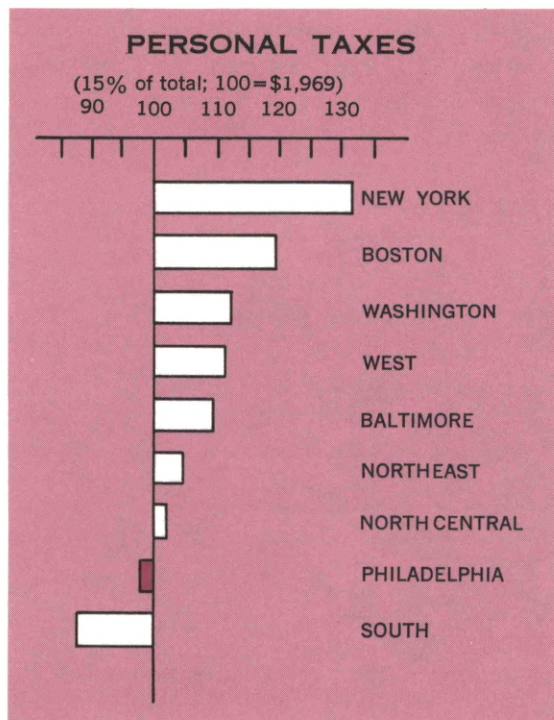 PERSONAL TAXES
(15% of total; 100=$1,969)
90 100 110 120 130
NEW YORK
BOSTON
WASHINGTON
WEST
BALTIMORE
NORTHEAST
NORTH CENTRAL
PHILADELPHIA
SOUTH